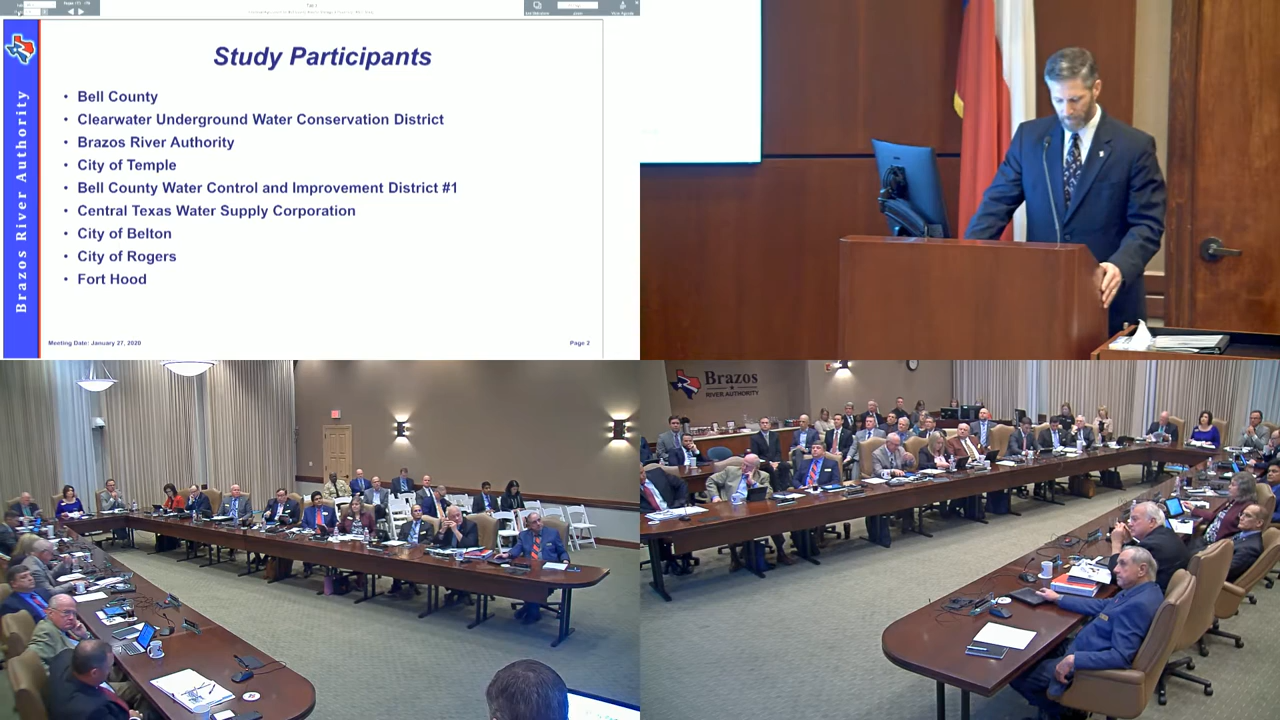 Study Participants
• Bell County
• Clearwater Underground Water Conservation District
• Brazos River Authority
• City of Temple
• Bell County Water Control and Improvement District #1
• Central Texas Water Supply Corporation
• City of Belton
• City of Rogers
• Fort Hood
Brazos River Authority
Meeting Date: January 27, 2020
Page 2
Brazos
RIVER AUTHORITY